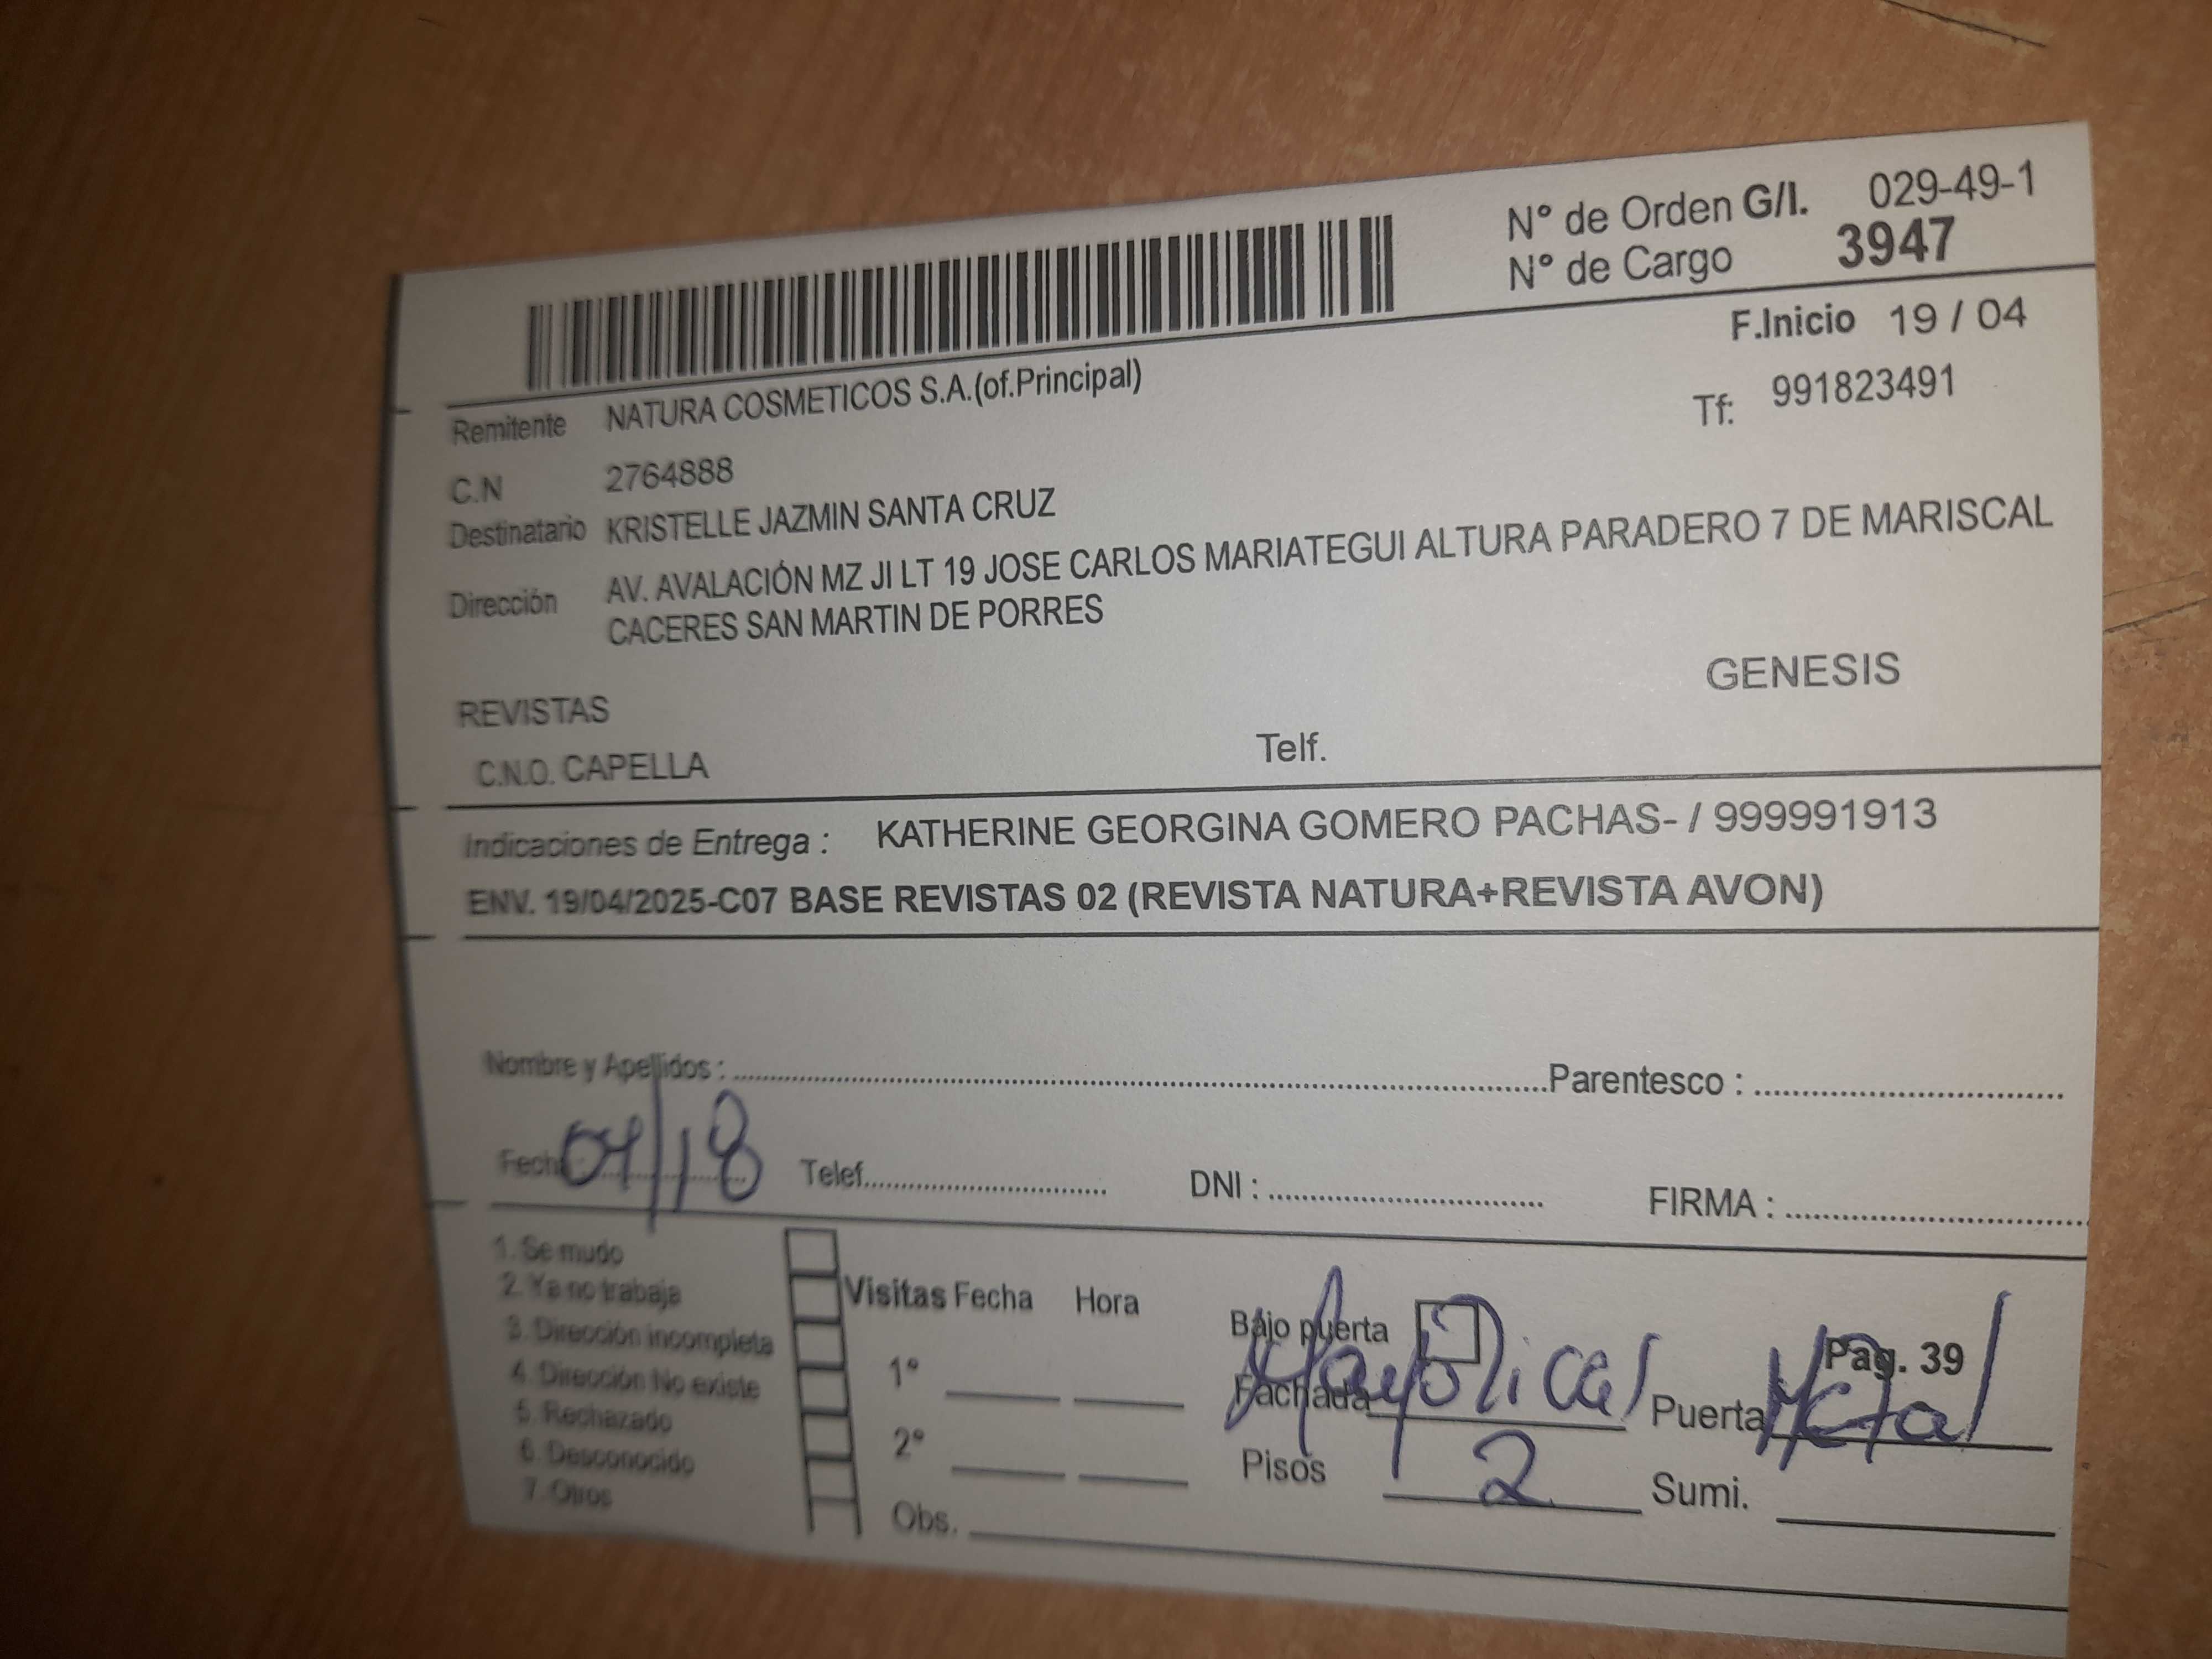 N° de Orden G/I. 029-49-1
N° de Cargo 3947
F.Inicio 19 / 04
Remitente NATURA COSMETICOS S.A.(of.Principal)
Tf: 991823491
C.N 2764888
Destinatario KRISTELLE JAZMIN SANTA CRUZ
Dirección AV. AVALACIÓN MZ JI LT 19 JOSE CARLOS MARIATEGUI ALTURA PARADERO 7 DE MARISCAL
CACERES SAN MARTIN DE PORRES
GENESIS
REVISTAS
C.N.O. CAPELLA Telf.
Indicaciones de Entrega : KATHERINE GEORGINA GOMERO PACHAS- / 999991913
ENV. 19/04/2025-C07 BASE REVISTAS 02 (REVISTA NATURA+REVISTA AVON)
Nombre y Apellidos : Parentesco :
Fecha 04/18 Telef. DNI : FIRMA :
1. Se mudo
2. Ya no trabaja
3. Dirección incompleta
4. Dirección No existe
5. Rechazado
6. Desconocido
7. Otros
Visitas Fecha Hora
1°
2°
Obs.
Bajo puerta
Pag. 39
Fachada Mayólica Puerta Metal
Pisos 2 Sumi.